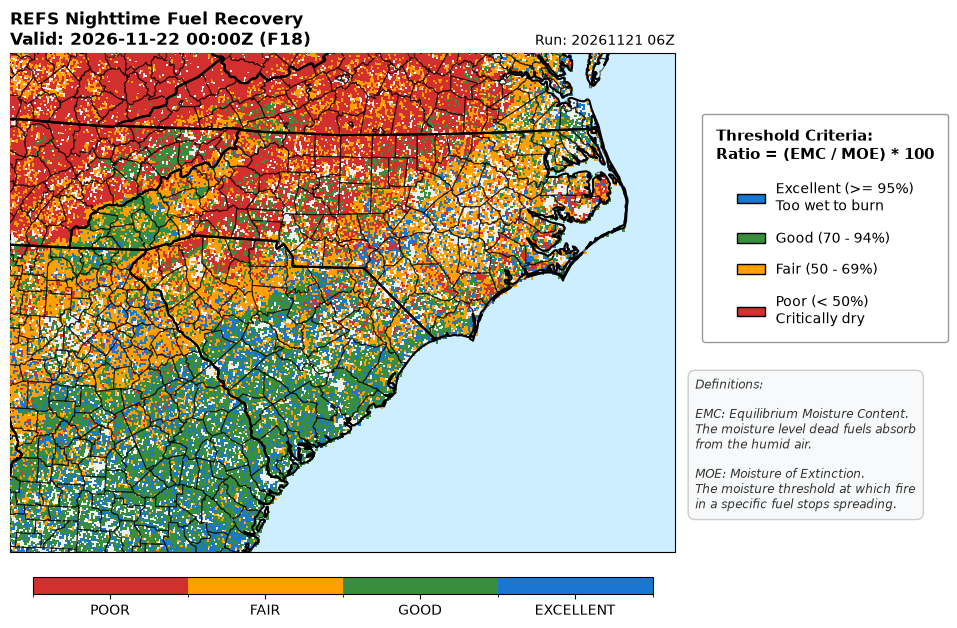 REFS Nighttime Fuel Recovery
Valid: 2026-11-22 00:00Z (F18)
Run: 20261121 06Z
Threshold Criteria:
Ratio = (EMC / MOE) * 100
Excellent (>= 95%)
Too wet to burn
Good (70 - 94%)
Fair (50 - 69%)
Poor (< 50%)
Critically dry
Definitions:
EMC: Equilibrium Moisture Content.
The moisture level dead fuels absorb
from the humid air.
MOE: Moisture of Extinction.
The moisture threshold at which fire
in a specific fuel stops spreading.
POOR
FAIR
GOOD
EXCELLENT